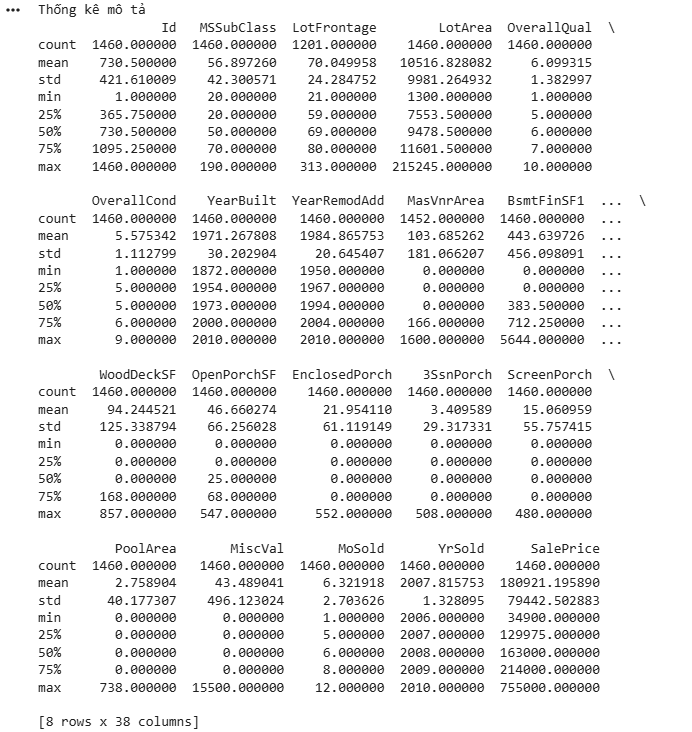 ••• Thống kê mô tả
Id MSSubClass LotFrontage LotArea OverallQual \
count 1460.000000 1460.000000 1201.000000 1460.000000 1460.000000
mean 730.500000 56.897260 70.049958 10516.828082 6.099315
std 421.610009 42.300571 24.284752 9981.264932 1.382997
min 1.000000 20.000000 21.000000 1300.000000 1.000000
25% 365.750000 20.000000 59.000000 7553.500000 5.000000
50% 730.500000 50.000000 69.000000 9478.500000 6.000000
75% 1095.250000 70.000000 80.000000 11601.500000 7.000000
max 1460.000000 190.000000 313.000000 215245.000000 10.000000
OverallCond YearBuilt YearRemodAdd MasVnrArea BsmtFinSF1 ... \
count 1460.000000 1460.000000 1460.000000 1452.000000 1460.000000 ...
mean 5.575342 1971.267808 1984.865753 103.685262 443.639726 ...
std 1.112799 30.202904 20.645407 181.066207 456.098091 ...
min 1.000000 1872.000000 1950.000000 0.000000 0.000000 ...
25% 5.000000 1954.000000 1967.000000 0.000000 0.000000 ...
50% 5.000000 1973.000000 1994.000000 0.000000 383.500000 ...
75% 6.000000 2000.000000 2004.000000 166.000000 712.250000 ...
max 9.000000 2010.000000 2010.000000 1600.000000 5644.000000 ...
WoodDeckSF OpenPorchSF EnclosedPorch 3SsnPorch ScreenPorch \
count 1460.000000 1460.000000 1460.000000 1460.000000 1460.000000
mean 94.244521 46.660274 21.954110 3.409589 15.060959
std 125.338794 66.256028 61.119149 29.317331 55.757415
min 0.000000 0.000000 0.000000 0.000000 0.000000
25% 0.000000 0.000000 0.000000 0.000000 0.000000
50% 0.000000 25.000000 0.000000 0.000000 0.000000
75% 168.000000 68.000000 0.000000 0.000000 0.000000
max 857.000000 547.000000 552.000000 508.000000 480.000000
PoolArea MiscVal MoSold YrSold SalePrice
count 1460.000000 1460.000000 1460.000000 1460.000000 1460.000000
mean 2.758904 43.489041 6.321918 2007.815753 180921.195890
std 40.177307 496.123024 2.703626 1.328095 79442.502883
min 0.000000 0.000000 1.000000 2006.000000 34900.000000
25% 0.000000 0.000000 5.000000 2007.000000 129975.000000
50% 0.000000 0.000000 6.000000 2008.000000 163000.000000
75% 0.000000 0.000000 8.000000 2009.000000 214000.000000
max 738.000000 15500.000000 12.000000 2010.000000 755000.000000
[8 rows x 38 columns]